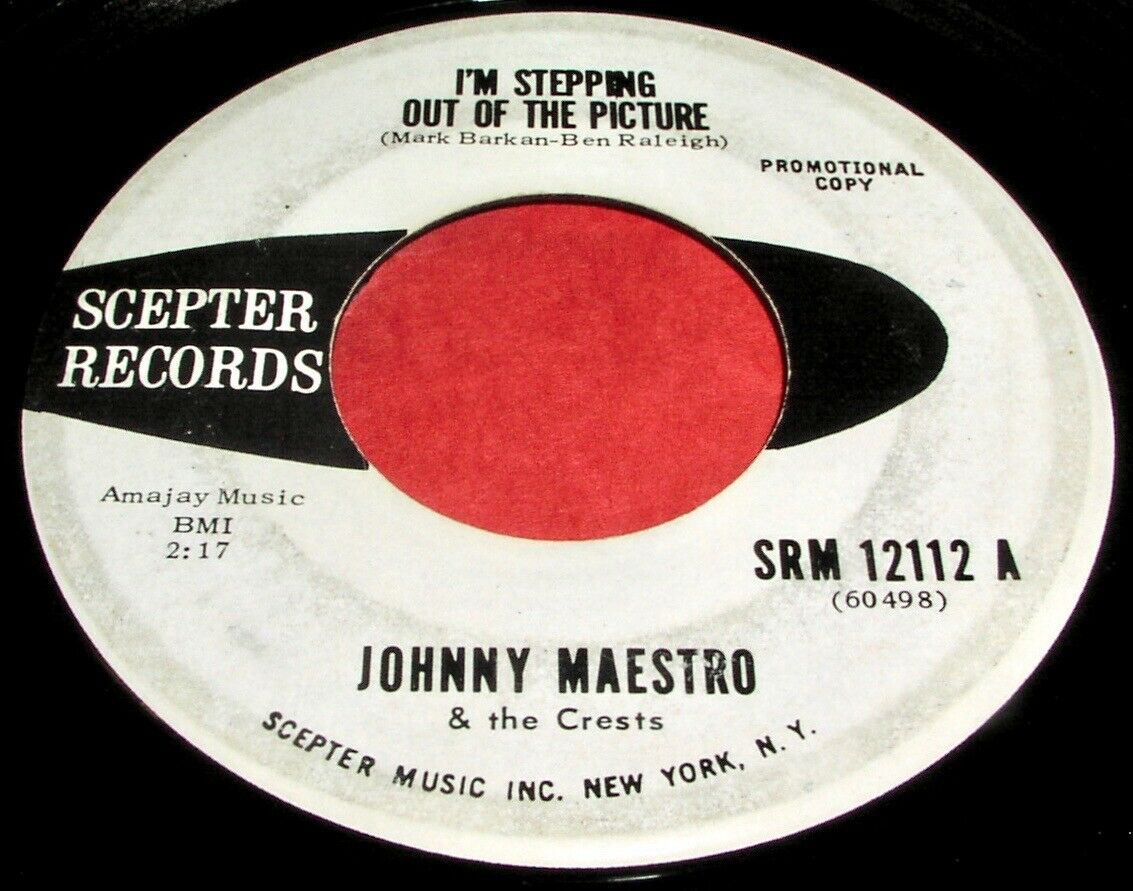 I'M STEPPING
OUT OF THE PICTURE
(Mark Barkan-Ben Raleigh)
PROMOTIONAL
COPY
SCEPTER
RECORDS
Amajay Music
BMI
2:17
SRM 12112 A
(60498)
JOHNNY MAESTRO
& the Crests
SCEPTER MUSIC INC. NEW YORK, N.Y.